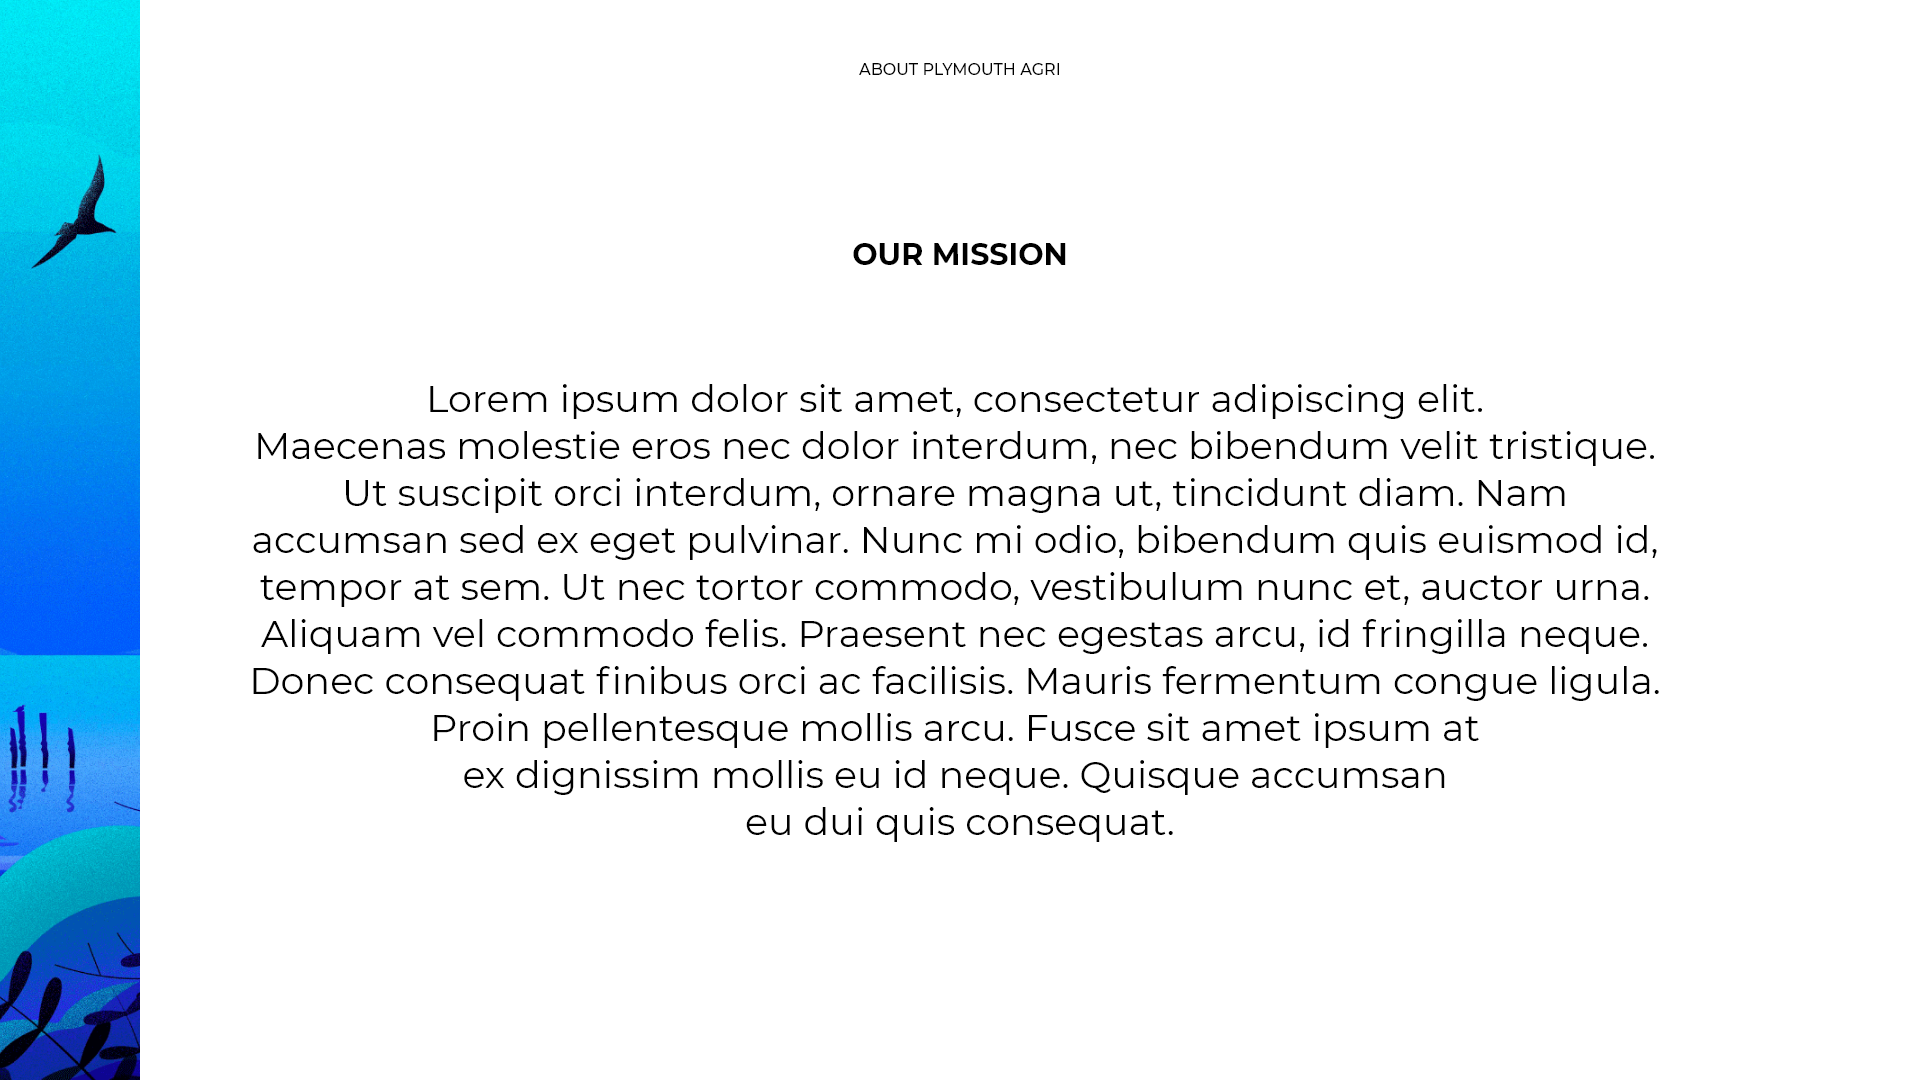 ABOUT PLYMOUTH AGRI
OUR MISSION
Lorem ipsum dolor sit amet, consectetur adipiscing elit.
Maecenas molestie eros nec dolor interdum, nec bibendum velit tristique.
Ut suscipit orci interdum, ornare magna ut, tincidunt diam. Nam
accumsan sed ex eget pulvinar. Nunc mi odio, bibendum quis euismod id,
tempor at sem. Ut nec tortor commodo, vestibulum nunc et, auctor urna.
Aliquam vel commodo felis. Praesent nec egestas arcu, id fringilla neque.
Donec consequat finibus orci ac facilisis. Mauris fermentum congue ligula.
Proin pellentesque mollis arcu. Fusce sit amet ipsum at
ex dignissim mollis eu id neque. Quisque accumsan
eu dui quis consequat.